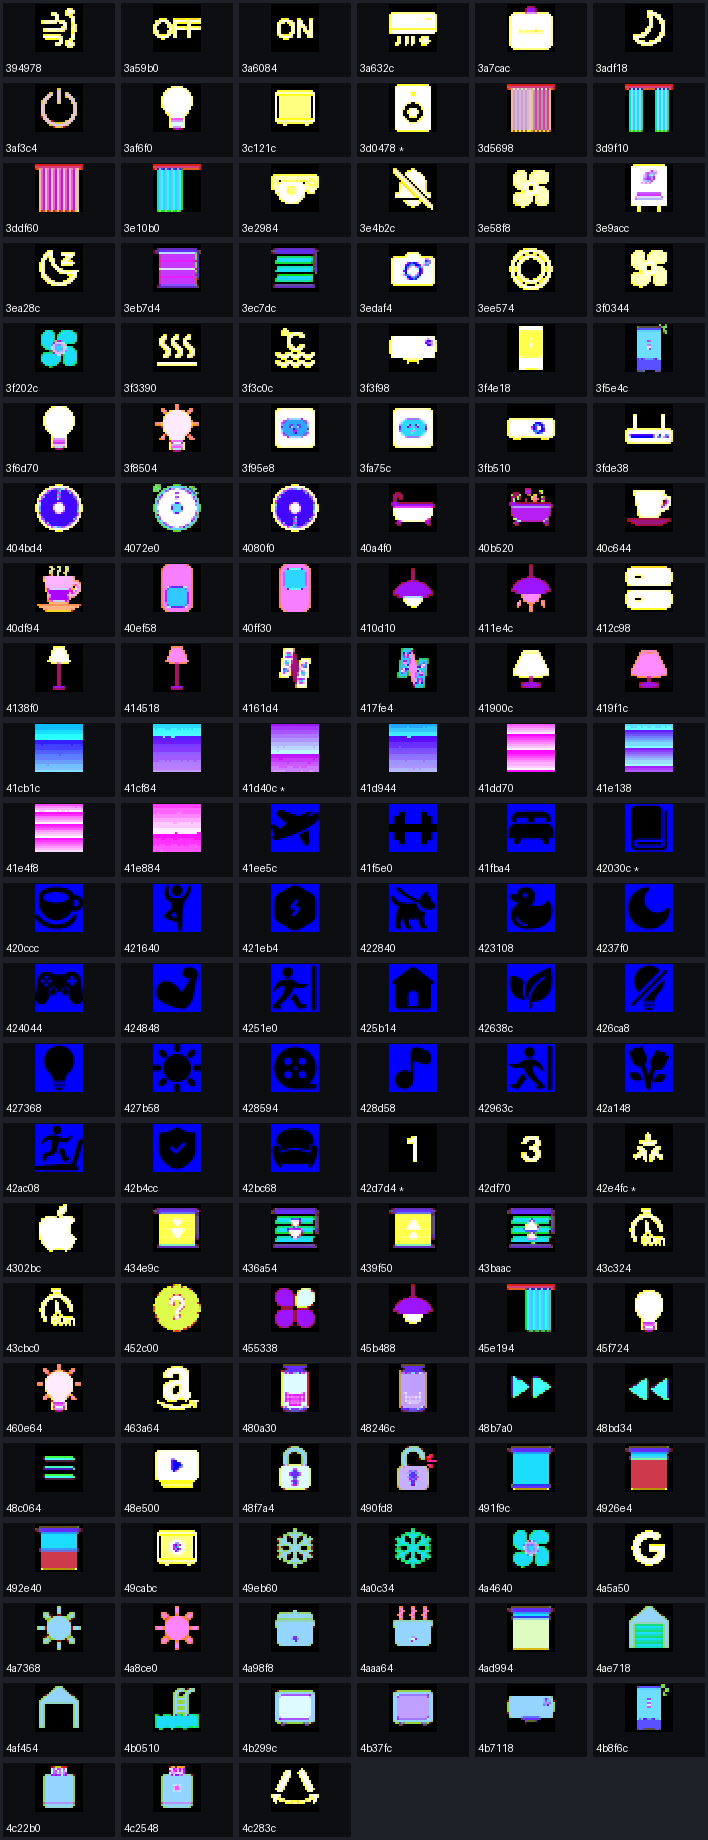 OFF ON
394978 3a59b0 3a6084 3a632c 3a7cac 3adf18
3af3c4 3af6f0 3c121c 3d0478 * 3d5698 3d9f10
3ddf60 3e10b0 3e2984 3e4b2c 3e58f8 3e9acc
z
3ea28c 3eb7d4 3ec7dc 3edaf4 3ee574 3f0344
3f202c 3f3390 3f3c0c 3f3f98 3f4e18 3f5e4c
3f6d70 3f8504 3f95e8 3fa75c 3fb510 3fde38
404bd4 4072e0 4080f0 40a4f0 40b520 40c644
40df94 40ef58 40ff30 410d10 411e4c 412c98
4138f0 414518 4161d4 417fe4 41900c 419f1c
41cb1c 41cf84 41d40c * 41d944 41dd70 41e138
41e4f8 41e884 41ee5c 41f5e0 41fba4 42030c *
420ccc 421640 421eb4 422840 423108 4237f0
424044 424848 4251e0 425b14 42638c 426ca8
427368 427b58 428594 428d58 42963c 42a148
1 3
42ac08 42b4cc 42bc68 42d7d4 * 42df70 42e4fc *
4302bc 434e9c 436a54 439f50 43baac 43c324
?
43cbc0 452c00 455338 45b488 45e194 45f724
a
460e64 463a64 480a30 48246c 48b7a0 48bd34
48c064 48e500 48f7a4 490fd8 491f9c 4926e4
G
492e40 49cabc 49eb60 4a0c34 4a4640 4a5a50
4a7368 4a8ce0 4a98f8 4aaa64 4ad994 4ae718
4af454 4b0510 4b299c 4b37fc 4b7118 4b8f6c
4c22b0 4c2548 4c283c